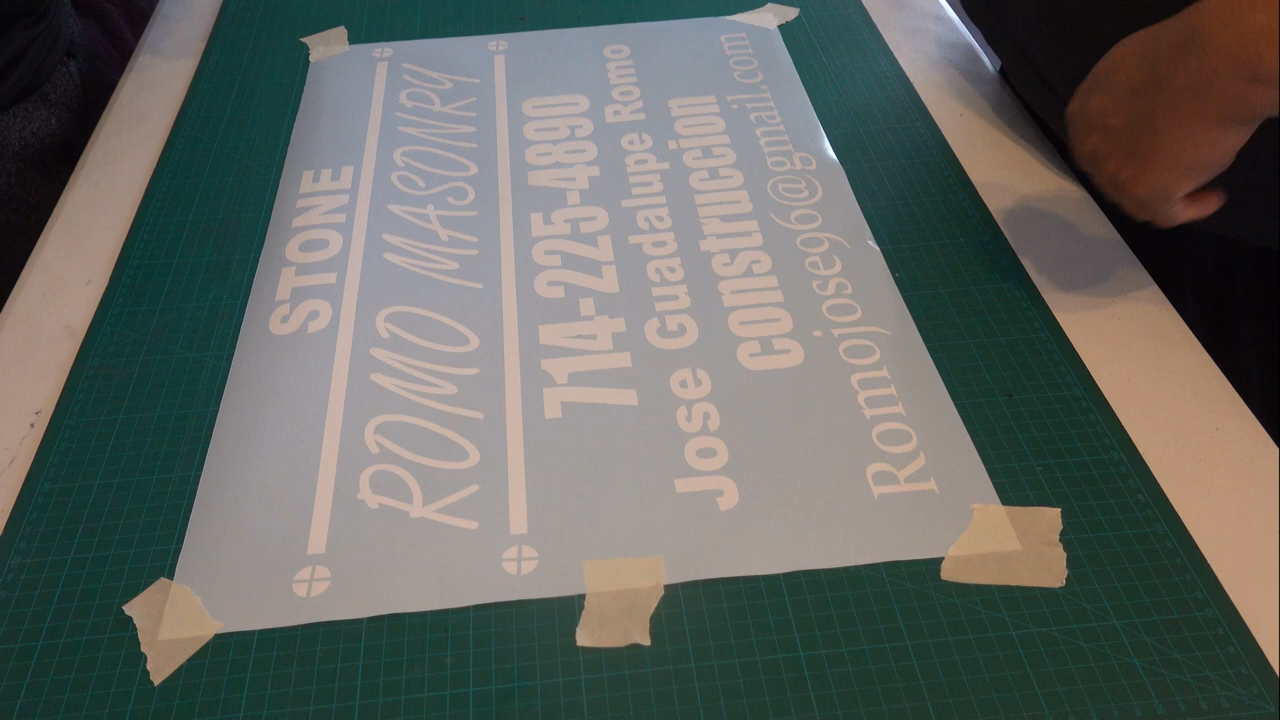 STONE
ROMO MASONRY
714-225-4890
Jose Guadalupe Romo
construccion
Romojose96@gmail.com